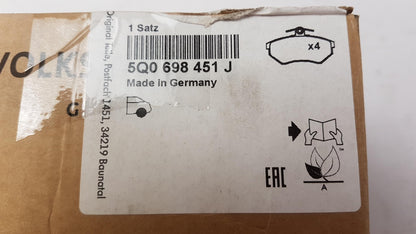 VOLKS
G
Original Teile, Postfach 1451, 34219 Baunatal
1 Satz
5Q0 698 451 J
Made in Germany
x4
EAC
A